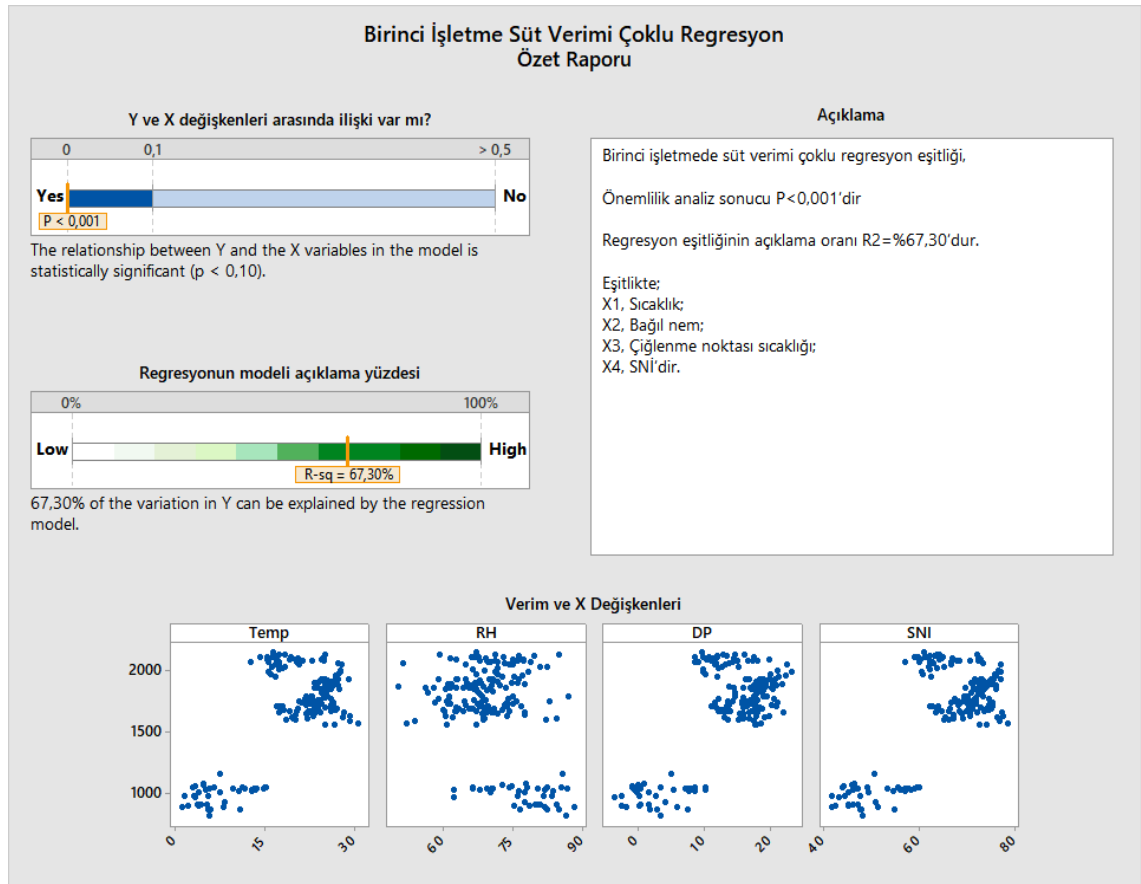 Birinci İşletme Süt Verimi Çoklu Regresyon
Özet Raporu
Y ve X değişkenleri arasında ilişki var mı?
0 0,1 > 0,5
Yes No
P < 0,001
The relationship between Y and the X variables in the model is
statistically significant (p < 0,10).
Regresyonun modeli açıklama yüzdesi
0% 100%
Low High
R-sq = 67,30%
67,30% of the variation in Y can be explained by the regression
model.
Açıklama
Birinci işletmede süt verimi çoklu regresyon eşitliği,
Önemlilik analiz sonucu P<0,001'dir
Regresyon eşitliğinin açıklama oranı R2=%67,30'dur.
Eşitlikte;
X1, Sıcaklık;
X2, Bağıl nem;
X3, Çiğlenme noktası sıcaklığı;
X4, SNİ'dir.
Verim ve X Değişkenleri
Temp RH DP SNI
2000
1500
1000
0 15 30 60 75 90 0 10 20 40 60 80